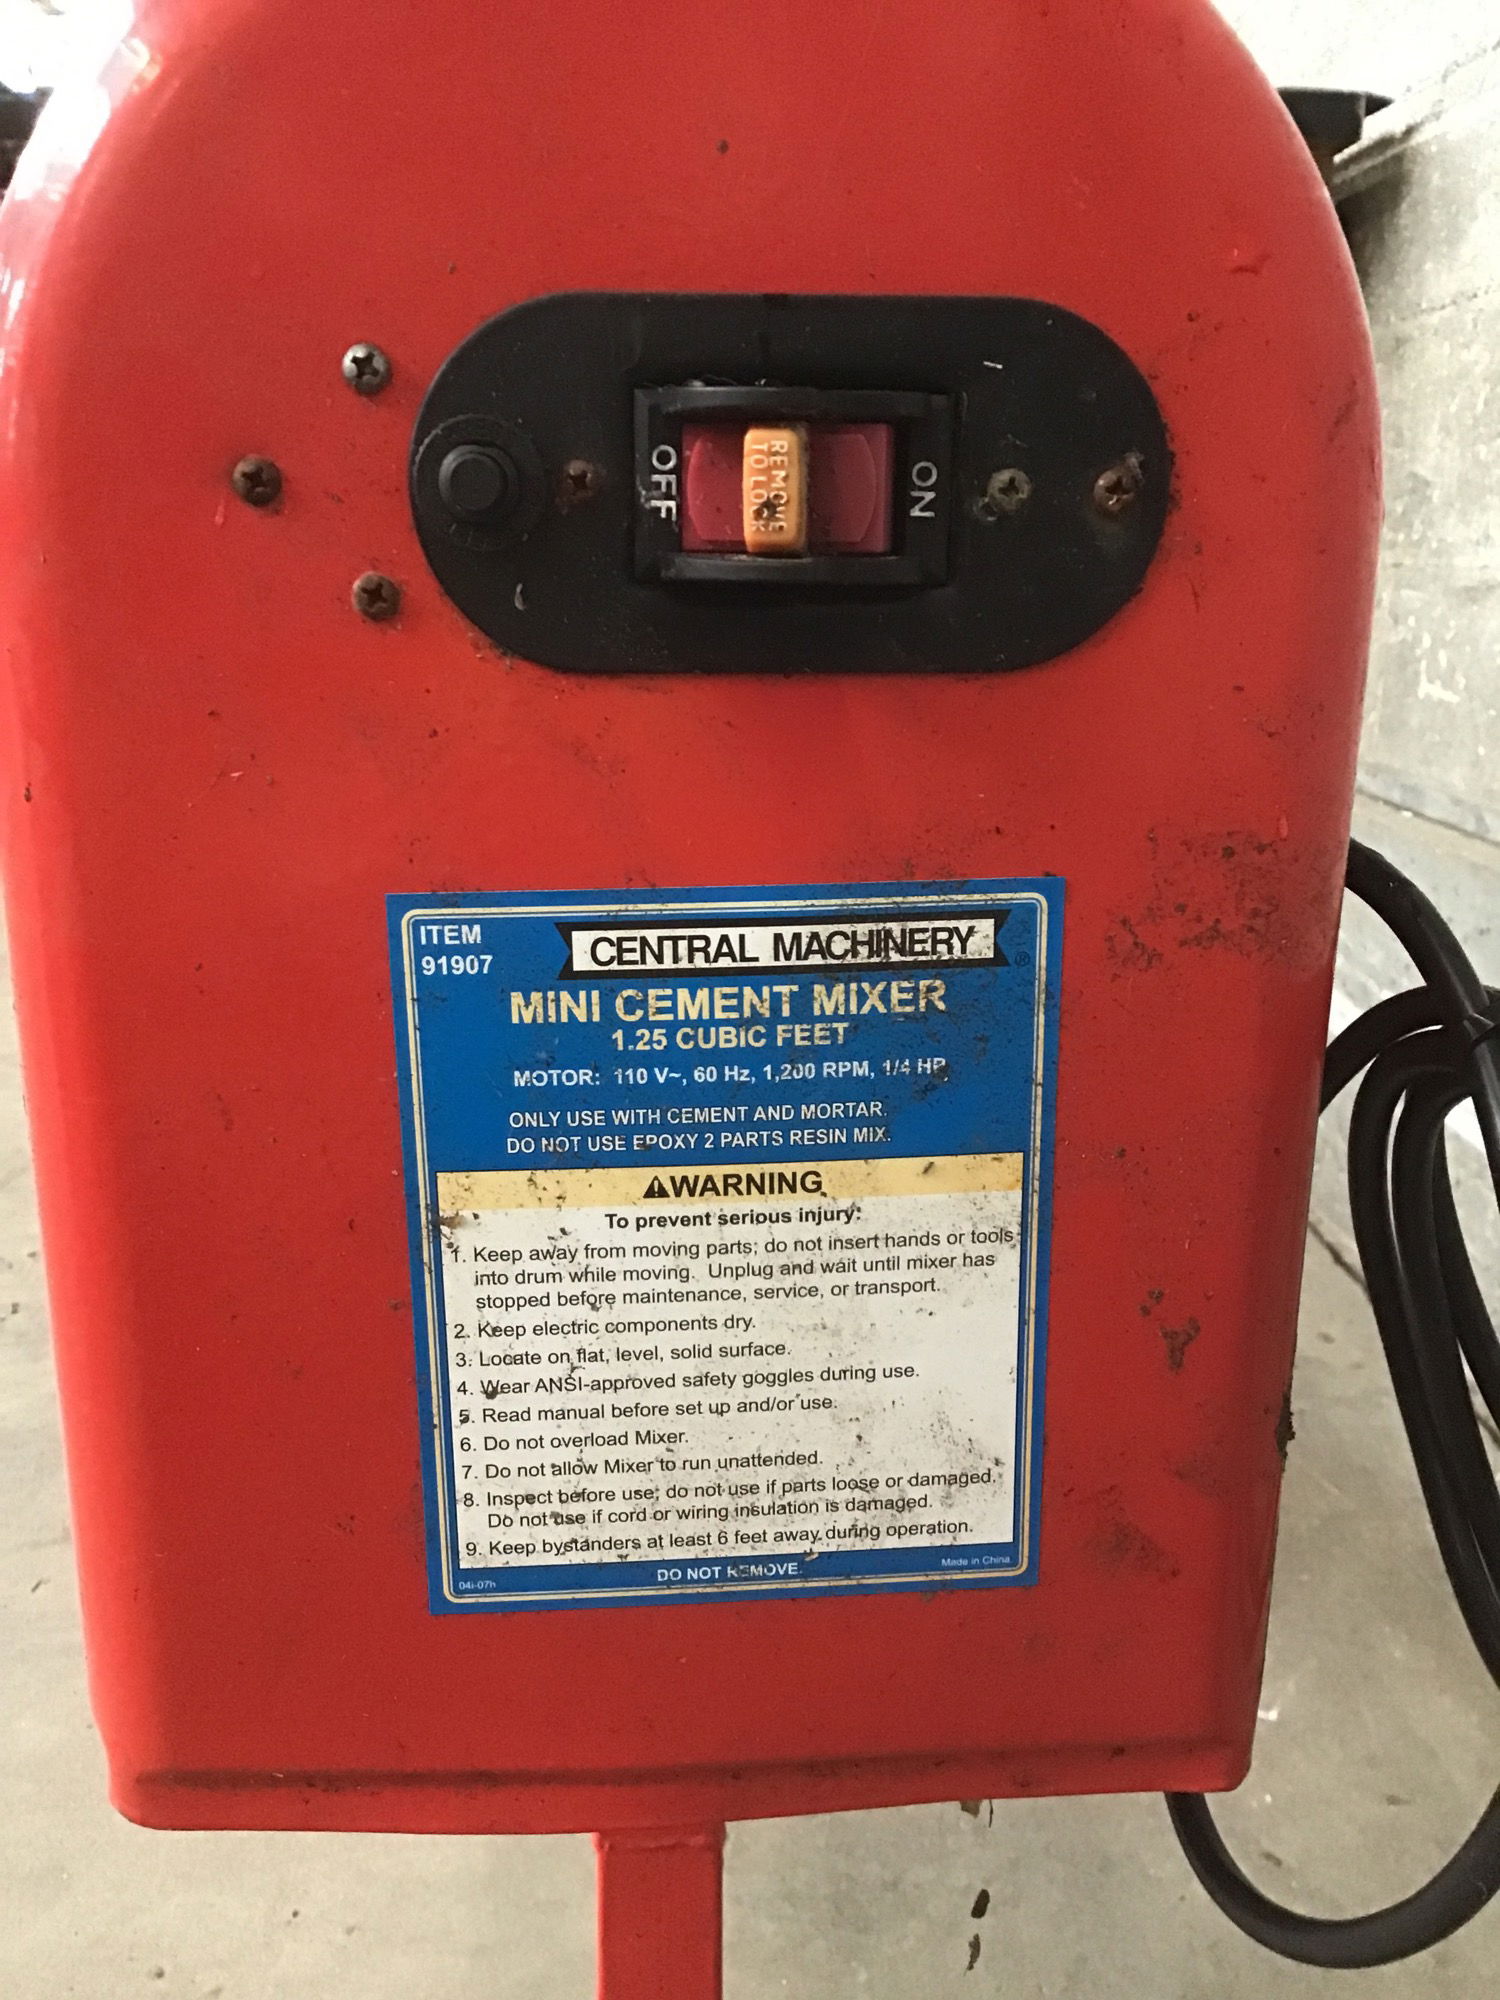 OFF
REMOVE
TO LOCK
ON
ITEM
91907
CENTRAL MACHINERY®
MINI CEMENT MIXER
1.25 CUBIC FEET
MOTOR: 110 V~, 60 Hz, 1,200 RPM, 1/4 HP
ONLY USE WITH CEMENT AND MORTAR.
DO NOT USE EPOXY 2 PARTS RESIN MIX.
⚠WARNING
To prevent serious injury:
1. Keep away from moving parts; do not insert hands or tools
into drum while moving. Unplug and wait until mixer has
stopped before maintenance, service, or transport.
2. Keep electric components dry.
3. Locate on flat, level, solid surface.
4. Wear ANSI-approved safety goggles during use.
5. Read manual before set up and/or use.
6. Do not overload Mixer.
7. Do not allow Mixer to run unattended.
8. Inspect before use; do not use if parts loose or damaged.
Do not use if cord or wiring insulation is damaged.
9. Keep bystanders at least 6 feet away during operation.
04i-07h
DO NOT REMOVE.
Made in China